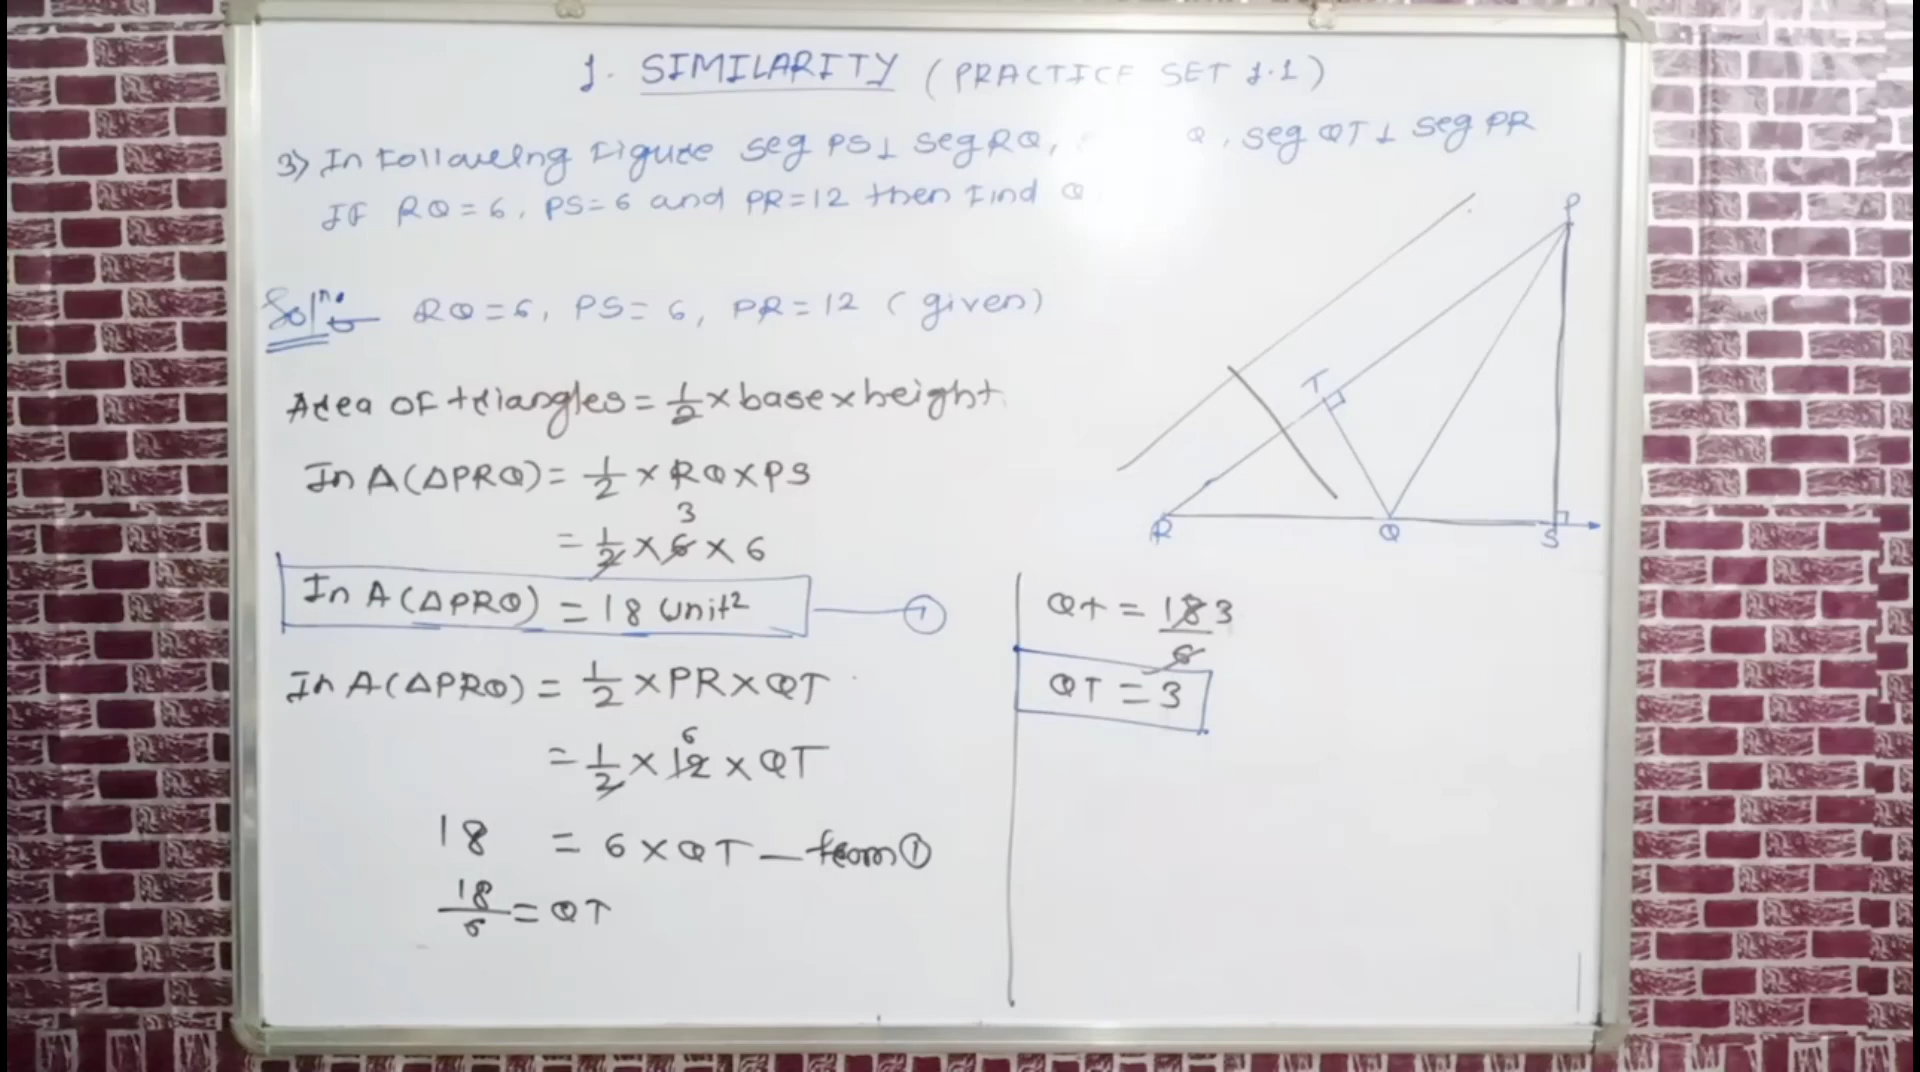 1. SIMILARITY (PRACTICE SET 1.1)
3) In following figure seg PS ⊥ seg RQ, Q, seg QT ⊥ seg PR
If RQ = 6, PS = 6 and PR = 12 then find Q
Solⁿ:- RQ = 6, PS = 6, PR = 12 (given)
Area of triangles = 1/2 × base × height
In A(△PRQ) = 1/2 × RQ × PS
3
= 1/2 × 6 × 6
In A(△PRQ) = 18 unit² — ①
In A(△PRQ) = 1/2 × PR × QT
6
= 1/2 × 12 × QT
18 = 6 × QT — from ①
18/6 = QT
P
T
R
Q
S
Qt = 18/6 3
QT = 3